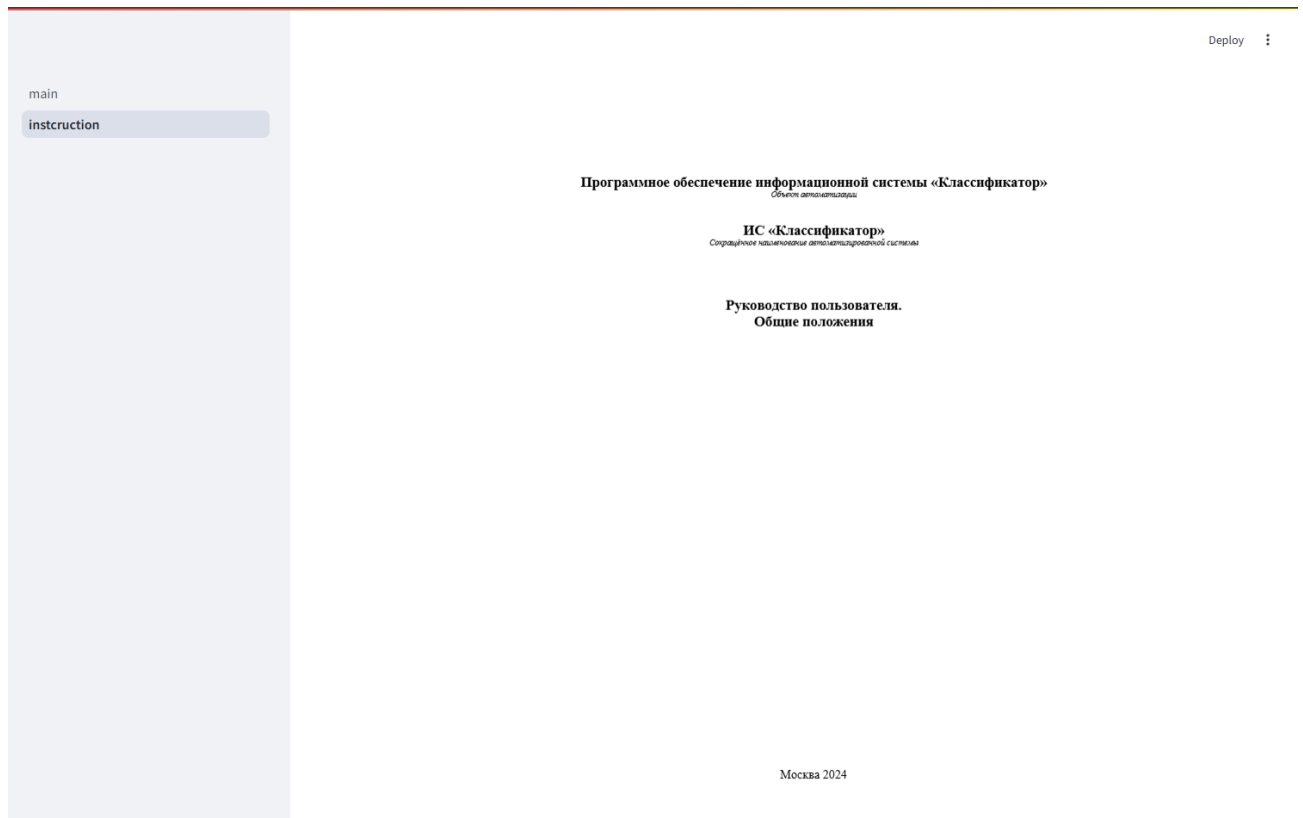 Deploy
main
instcruction
Программное обеспечение информационной системы «Классификатор»
Объект автоматизации
ИС «Классификатор»
Сокращённое наименование автоматизированной системы
Руководство пользователя.
Общие положения
Москва 2024